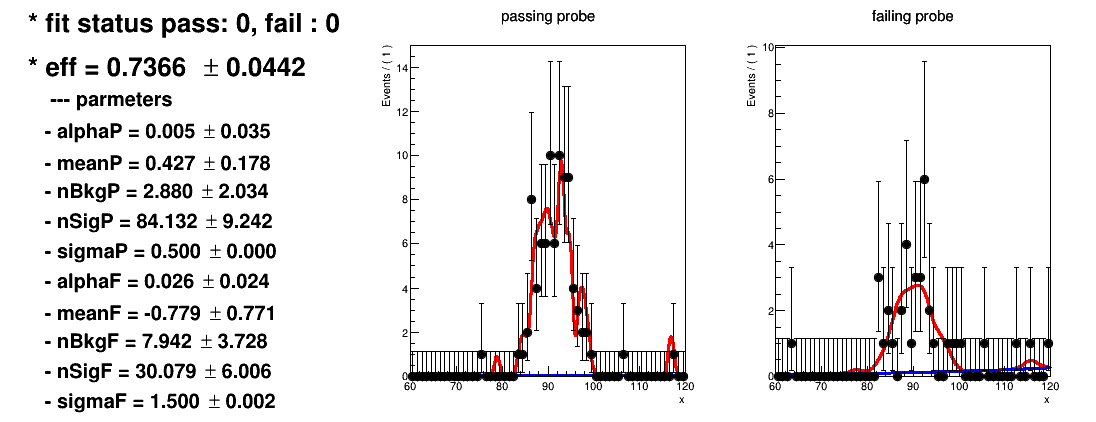 * fit status pass: 0, fail : 0
* eff = 0.7366 ± 0.0442
--- parmeters
- alphaP = 0.005 ± 0.035
- meanP = 0.427 ± 0.178
- nBkgP = 2.880 ± 2.034
- nSigP = 84.132 ± 9.242
- sigmaP = 0.500 ± 0.000
- alphaF = 0.026 ± 0.024
- meanF = -0.779 ± 0.771
- nBkgF = 7.942 ± 3.728
- nSigF = 30.079 ± 6.006
- sigmaF = 1.500 ± 0.002
passing probe
Events / ( 1 )
14
12
10
8
6
4
2
0
60 70 80 90 100 110 120
x
failing probe
Events / ( 1 )
10
8
6
4
2
0
60 70 80 90 100 110 120
x